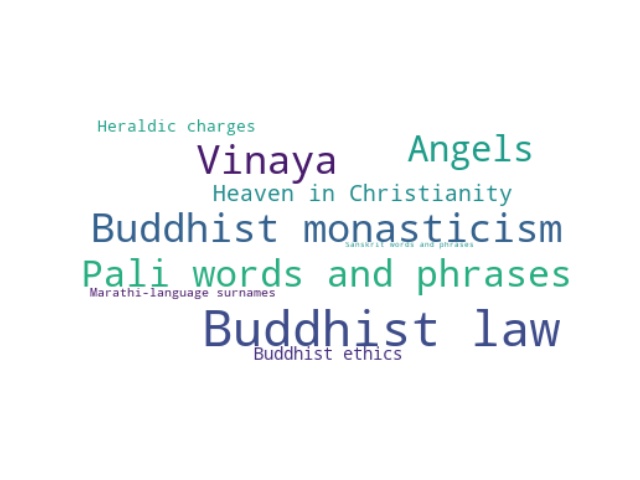 Heraldic charges
Angels
Vinaya
Heaven in Christianity
Buddhist monasticism
Sanskrit words and phrases
Pali words and phrases
Marathi-language surnames
Buddhist law
Buddhist ethics